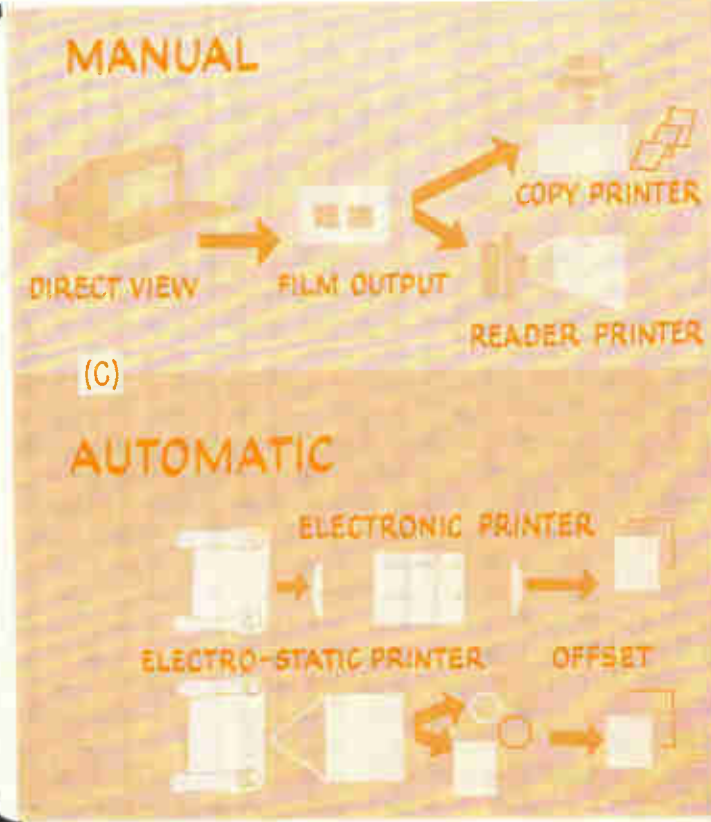 MANUAL
COPY PRINTER
DIRECT VIEW
FILM OUTPUT
READER PRINTER
(C)
AUTOMATIC
ELECTRONIC PRINTER
ELECTRO-STATIC PRINTER
OFFSET